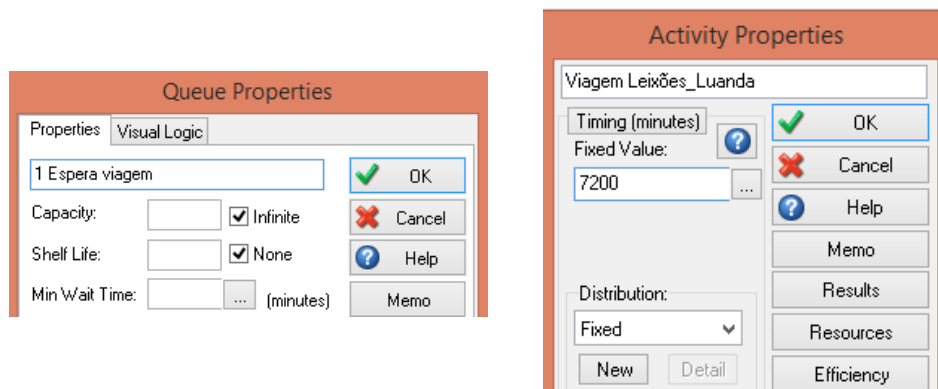 Queue Properties
Properties Visual Logic
1 Espera viagem
OK
Capacity: Infinite
Cancel
Shelf Life: None
Help
Min Wait Time: ... (minutes)
Memo
Activity Properties
Viagem Leixões_Luanda
Timing (minutes)
OK
Fixed Value:
Cancel
7200 ...
Help
Memo
Distribution:
Results
Fixed
Resources
New Detail
Efficiency